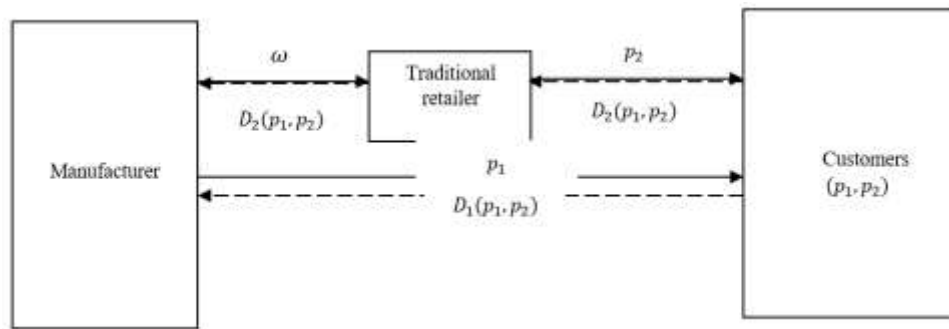 ω
Traditional
retailer
p₂
D₂(p₁, p₂)
D₂(p₁, p₂)
Manufacturer
p₁
D₁(p₁, p₂)
Customers
(p₁, p₂)